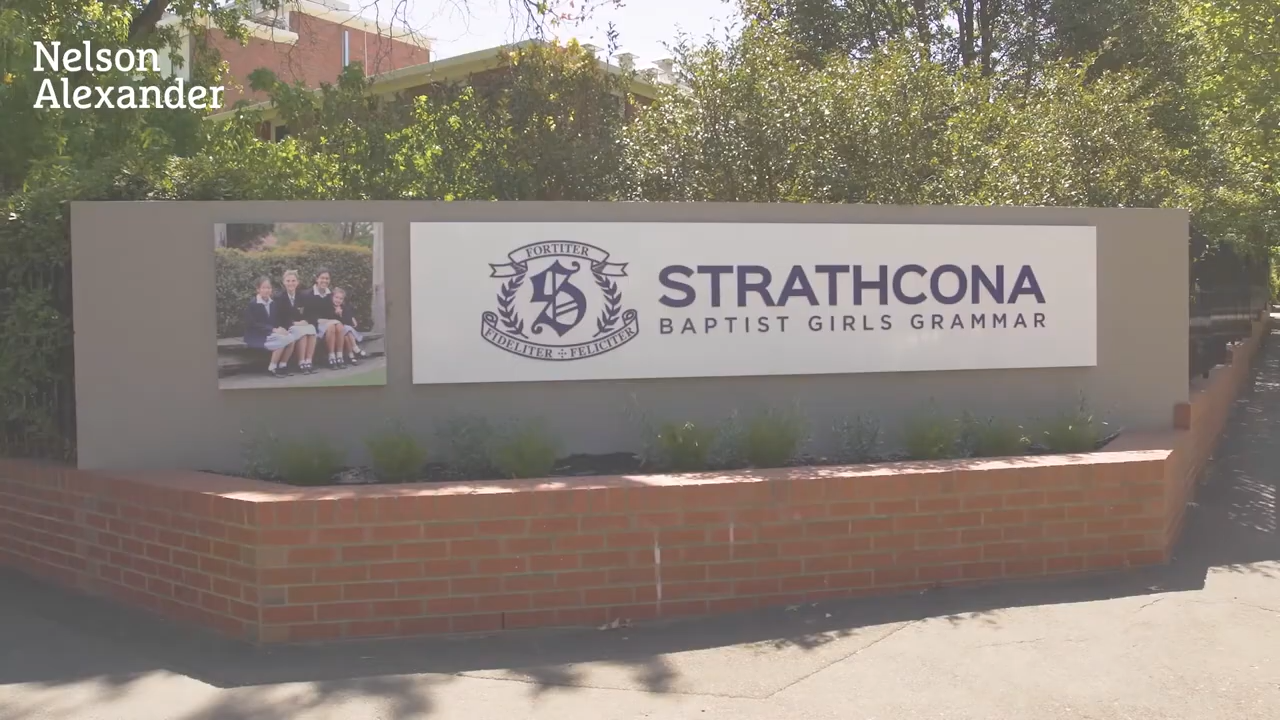 Nelson
Alexander
FORTITER
S
FIDELITER ✣ FELICITER
STRATHCONA
BAPTIST GIRLS GRAMMAR